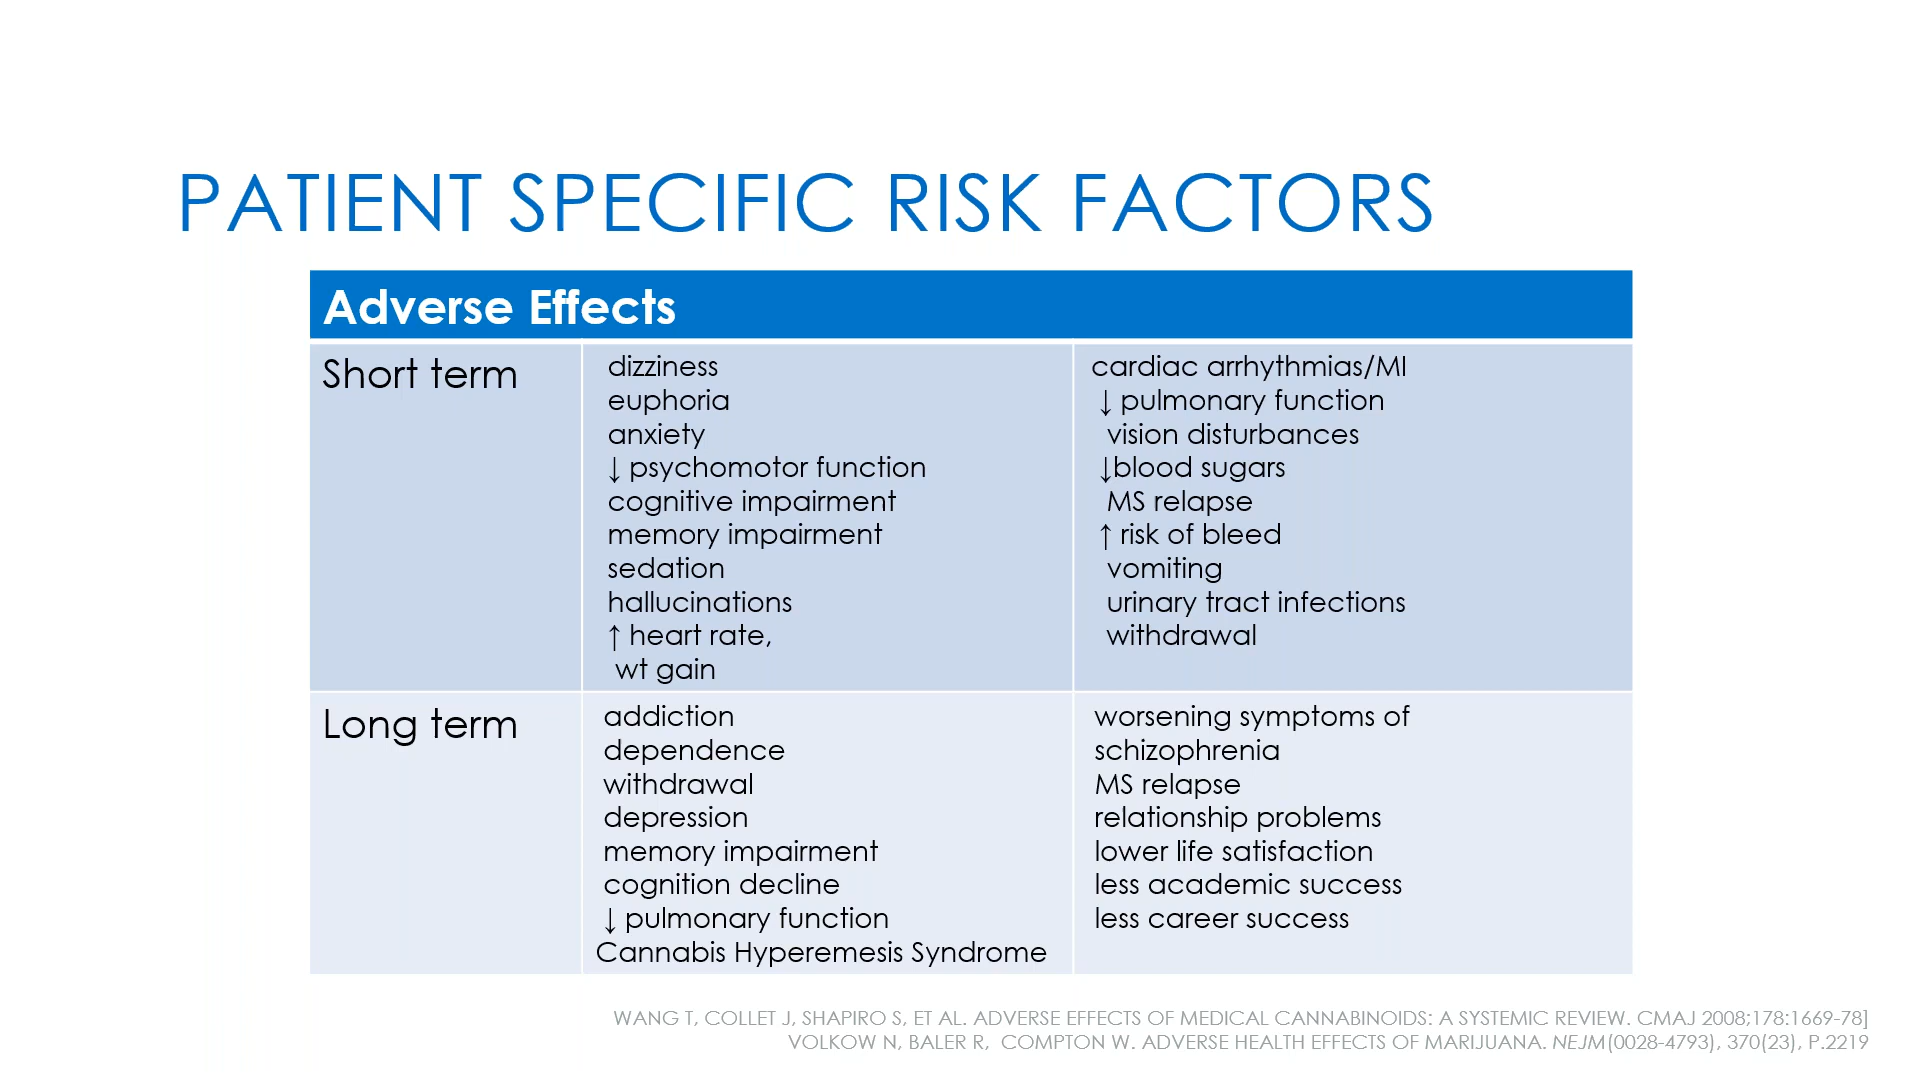 PATIENT SPECIFIC RISK FACTORS
Adverse Effects
Short term
dizziness
euphoria
anxiety
↓ psychomotor function
cognitive impairment
memory impairment
sedation
hallucinations
↑ heart rate,
wt gain
cardiac arrhythmias/MI
↓ pulmonary function
vision disturbances
↓blood sugars
MS relapse
↑ risk of bleed
vomiting
urinary tract infections
withdrawal
Long term
addiction
dependence
withdrawal
depression
memory impairment
cognition decline
↓ pulmonary function
Cannabis Hyperemesis Syndrome
worsening symptoms of
schizophrenia
MS relapse
relationship problems
lower life satisfaction
less academic success
less career success
WANG T, COLLET J, SHAPIRO S, ET AL. ADVERSE EFFECTS OF MEDICAL CANNABINOIDS: A SYSTEMIC REVIEW. CMAJ 2008;178:1669-78]
VOLKOW N, BALER R, COMPTON W. ADVERSE HEALTH EFFECTS OF MARIJUANA. NEJM(0028-4793), 370(23), P.2219